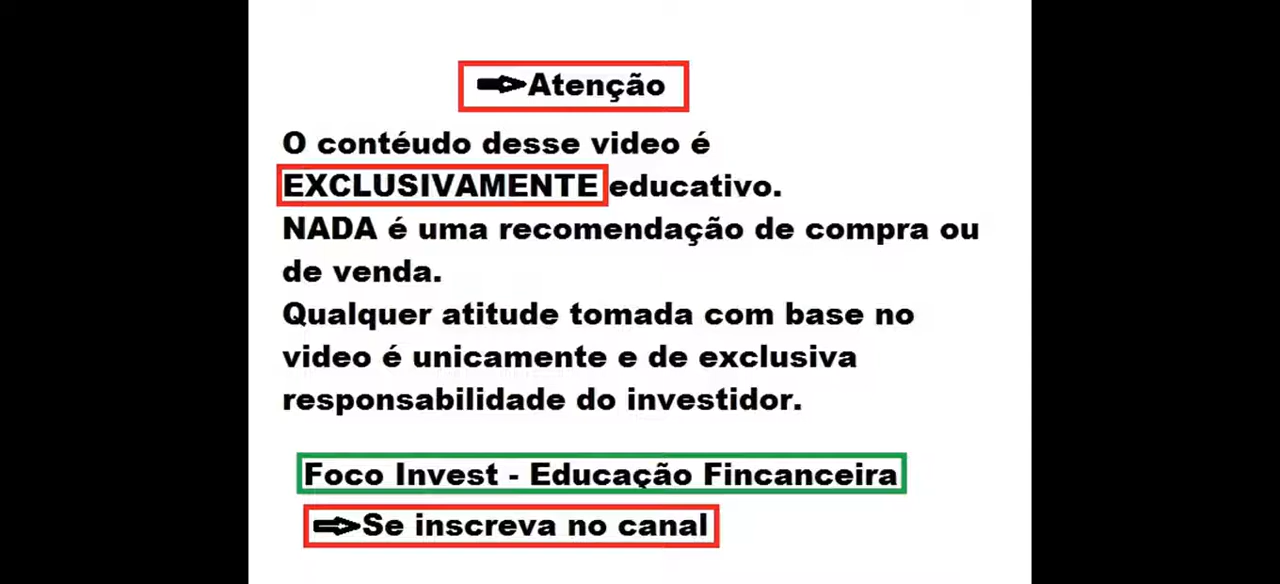 Atenção
O contéudo desse video é
EXCLUSIVAMENTE educativo.
NADA é uma recomendação de compra ou
de venda.
Qualquer atitude tomada com base no
video é unicamente e de exclusiva
responsabilidade do investidor.
Foco Invest - Educação Fincanceira
Se inscreva no canal